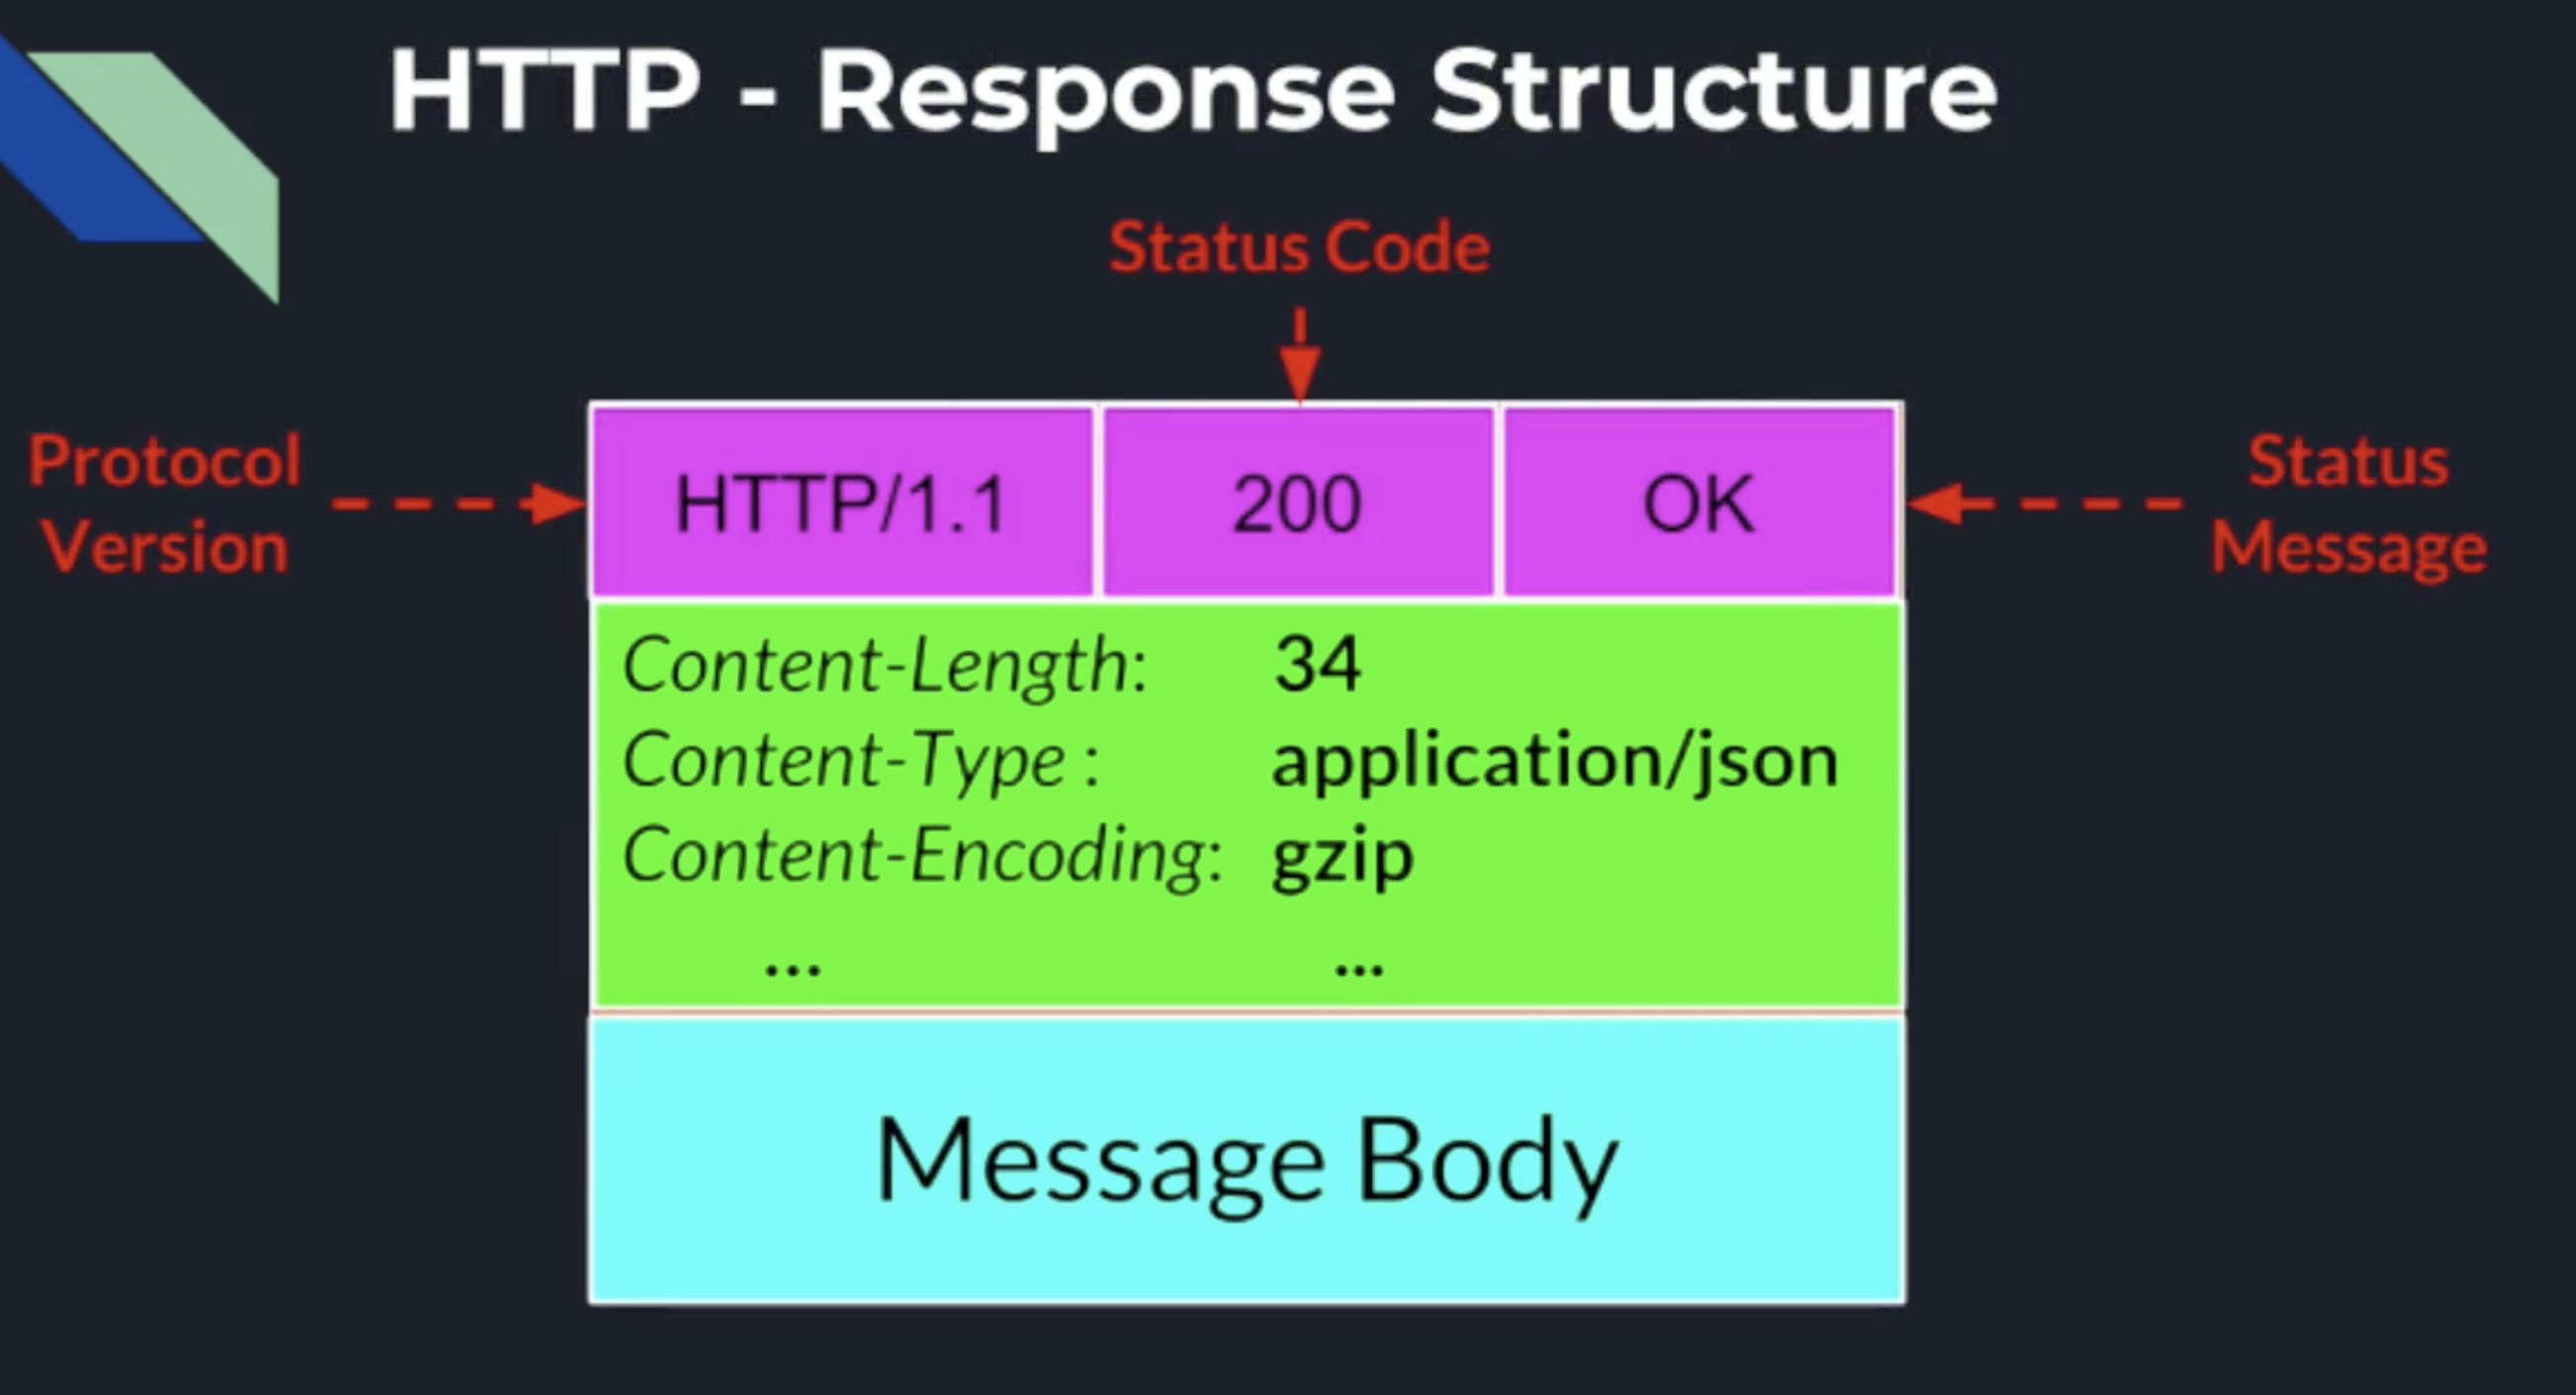 HTTP - Response Structure
Status Code
Protocol
Version
HTTP/1.1 200 OK
Status
Message
Content-Length: 34
Content-Type : application/json
Content-Encoding: gzip
... ...
Message Body